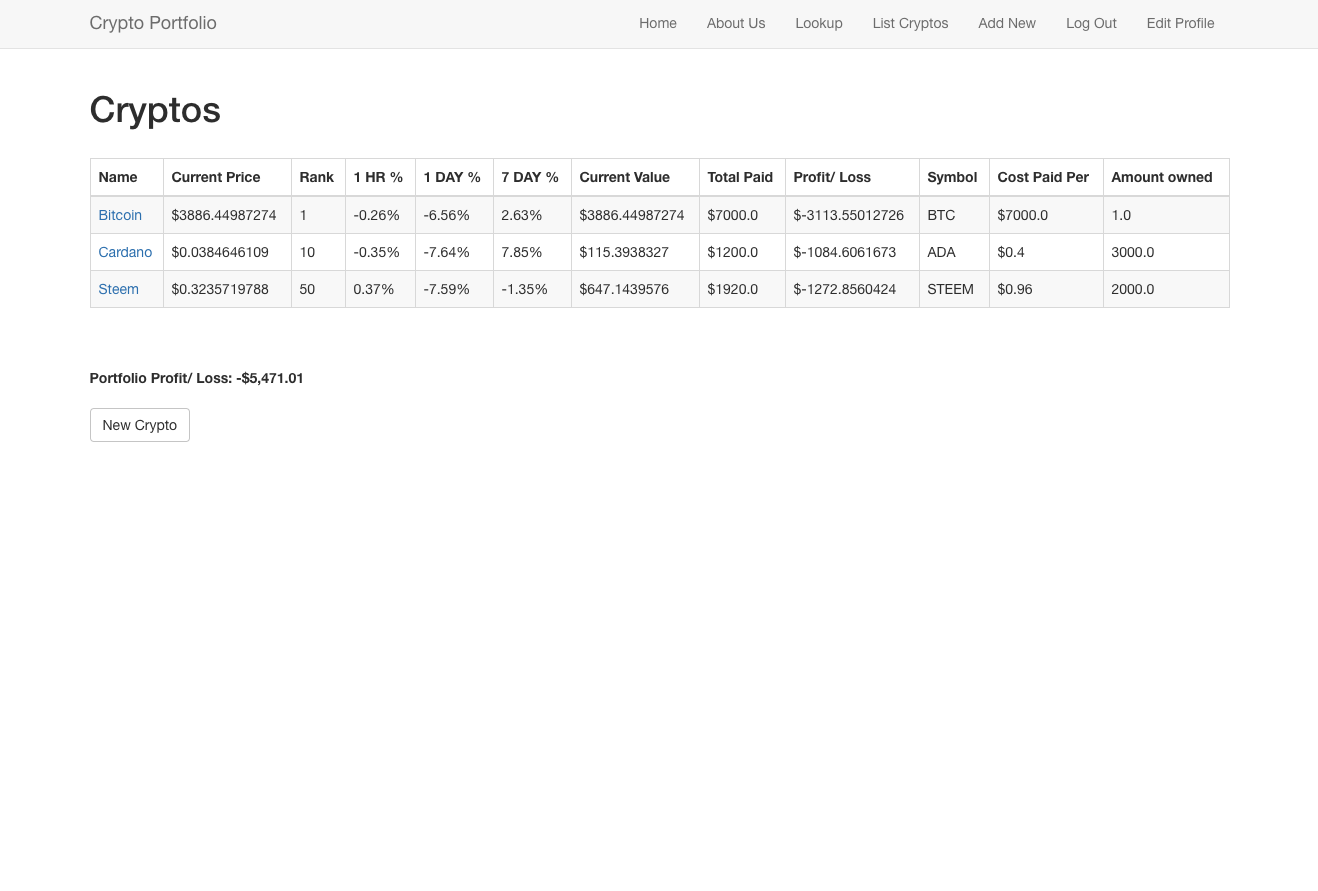 Crypto Portfolio Home About Us Lookup List Cryptos Add New Log Out Edit Profile
Cryptos
Name Current Price Rank 1 HR % 1 DAY % 7 DAY % Current Value Total Paid Profit/ Loss Symbol Cost Paid Per Amount owned
Bitcoin $3886.44987274 1 -0.26% -6.56% 2.63% $3886.44987274 $7000.0 $-3113.55012726 BTC $7000.0 1.0
Cardano $0.0384646109 10 -0.35% -7.64% 7.85% $115.3938327 $1200.0 $-1084.6061673 ADA $0.4 3000.0
Steem $0.3235719788 50 0.37% -7.59% -1.35% $647.1439576 $1920.0 $-1272.8560424 STEEM $0.96 2000.0
Portfolio Profit/ Loss: -$5,471.01
New Crypto